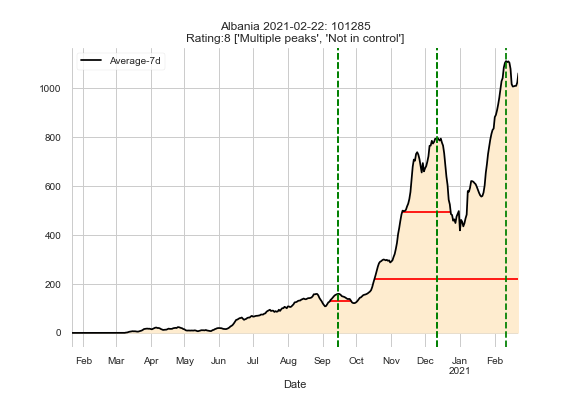 Albania 2021-02-22: 101285
Rating:8 ['Multiple peaks', 'Not in control']
Average-7d
1000
800
600
400
200
0
Feb Mar Apr May Jun Jul Aug Sep Oct Nov Dec Jan Feb
2021
Date